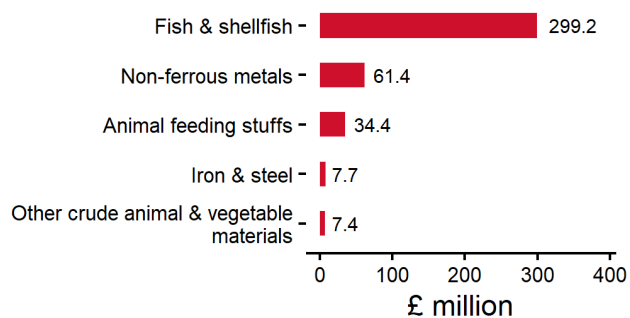 Fish & shellfish
299.2
Non-ferrous metals
61.4
Animal feeding stuffs
34.4
Iron & steel
7.7
Other crude animal & vegetable
materials
7.4
0 100 200 300 400
£ million